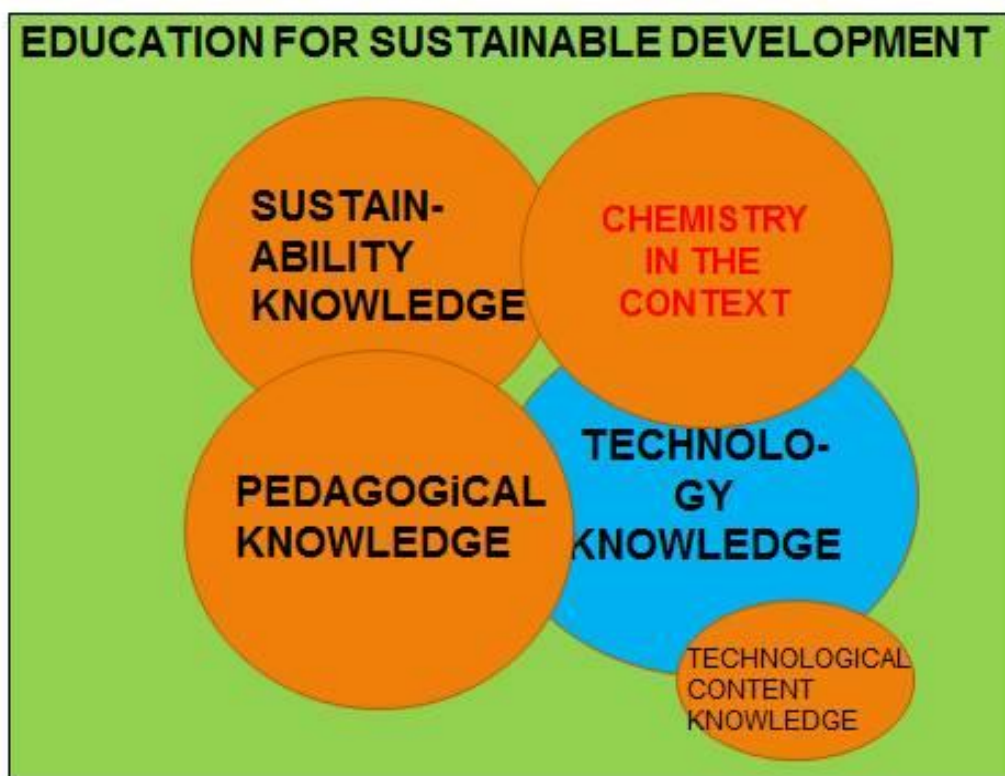 EDUCATION FOR SUSTAINABLE DEVELOPMENT
SUSTAIN-
ABILITY
KNOWLEDGE
CHEMISTRY
IN THE
CONTEXT
PEDAGOGiCAL
KNOWLEDGE
TECHNOLO-
GY
KNOWLEDGE
TECHNOLOGICAL
CONTENT
KNOWLEDGE